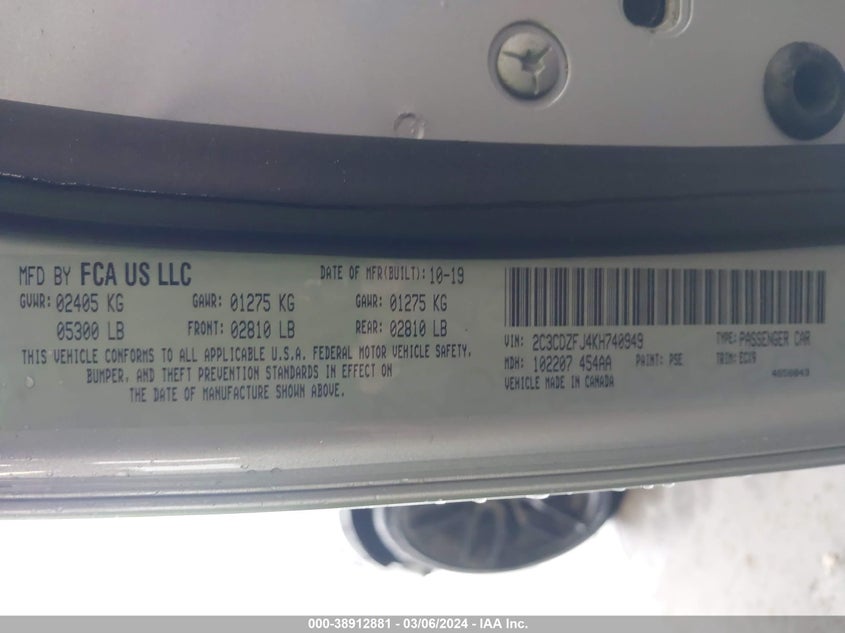 MFD BY FCA US LLC DATE OF MFR(BUILT): 10-19
GVWR: 02405 KG GAWR: 01275 KG GAWR: 01275 KG
05300 LB FRONT: 02810 LB REAR: 02810 LB
THIS VEHICLE CONFORMS TO ALL APPLICABLE U.S.A. FEDERAL MOTOR VEHICLE SAFETY,
BUMPER, AND THEFT PREVENTION STANDARDS IN EFFECT ON
THE DATE OF MANUFACTURE SHOWN ABOVE.
VIN: 2C3CDZFJ4KH740949 TYPE: PASSENGER CAR
MDH: 102207 4S4AA PAINT: PSE TRIM: ECX9
VEHICLE MADE IN CANADA
000-38912881 - 03/06/2024 - IAA Inc.